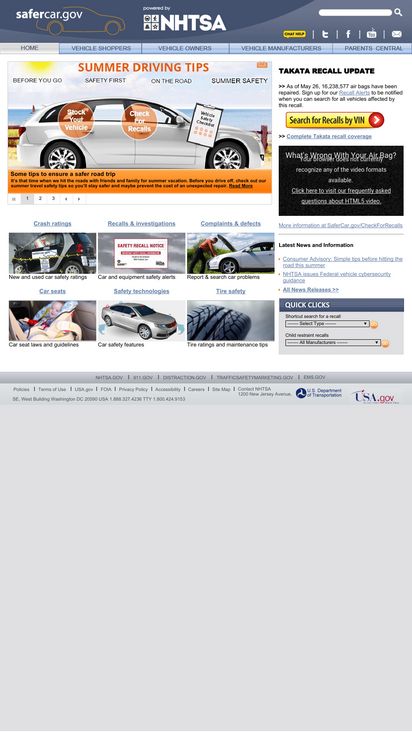 safercar.gov
powered by
NHTSA
CHAT HELP
HOME
VEHICLE SHOPPERS
VEHICLE OWNERS
VEHICLE MANUFACTURERS
PARENTS CENTRAL
SUMMER DRIVING TIPS
BEFORE YOU GO
SAFETY FIRST
ON THE ROAD
SUMMER SAFETY
Stock
Your
Vehicle
Check
For
Recalls
Vehicle
Safety
Checklist
Some tips to ensure a safer road trip
It's that time when we hit the roads with friends and family for summer vacation. Before you drive off, check out our
summer travel safety tips so you'll stay safer and maybe prevent the cost of an unexpected repair. Read More
«
1
2
3
›
»
TAKATA RECALL UPDATE
>> As of May 26, 16,238,577 air bags have been
repaired. Sign up for our Recall Alerts to be notified
when you can search for all vehicles affected by
this recall.
Search for Recalls by VIN
>> Complete Takata recall coverage
What's Wrong With Your Air Bag?
Your browser does not currently
recognize any of the video formats
available.
Click here to visit our frequently asked
questions about HTML5 video.
More information at SaferCar.gov/CheckForRecalls
Crash ratings
Recalls & investigations
Complaints & defects
SAFETY RECALL NOTICE
New and used car safety ratings
Car and equipment safety alerts
Report & search car problems
Car seats
Safety technologies
Tire safety
Car seat laws and guidelines
Car safety features
Tire ratings and maintenance tips
Latest News and Information
Consumer Advisory: Simple tips before hitting the
road this summer
NHTSA issues Federal vehicle cybersecurity
guidance
All News Releases >>
QUICK CLICKS
Shortcut search for a recall
------- Select Type -------
Child restraint recalls
------ All Manufacturers ------
NHTSA.GOV | 911.GOV | DISTRACTION.GOV | TRAFFICSAFETYMARKETING.GOV | EMS.GOV
Policies | Terms of Use | USA.gov | FOIA | Privacy Policy | Accessibility | Careers | Site Map | Contact NHTSA
1200 New Jersey Avenue,
SE, West Building Washington DC 20590 USA 1.888.327.4236 TTY 1.800.424.9153
U.S. Department
of Transportation
USA.gov